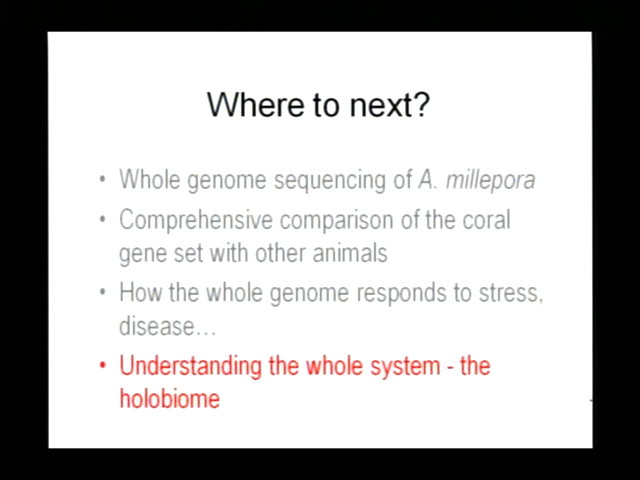 Where to next?
• Whole genome sequencing of A. millepora
• Comprehensive comparison of the coral
gene set with other animals
• How the whole genome responds to stress,
disease...
• Understanding the whole system - the
holobiome